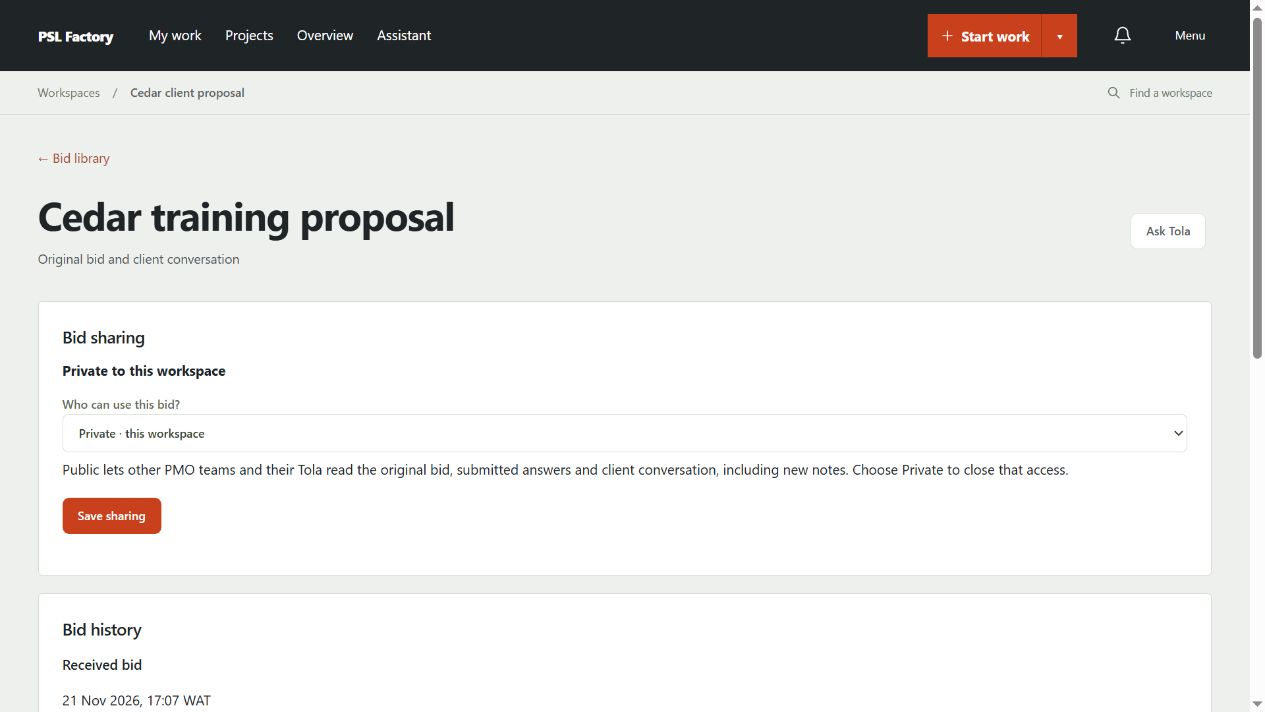 PSL Factory My work Projects Overview Assistant + Start work ▾ Menu
Workspaces / Cedar client proposal Find a workspace
← Bid library
Cedar training proposal
Ask Tola
Original bid and client conversation
Bid sharing
Private to this workspace
Who can use this bid?
Private · this workspace
Public lets other PMO teams and their Tola read the original bid, submitted answers and client conversation, including new notes. Choose Private to close that access.
Save sharing
Bid history
Received bid
21 Nov 2026, 17:07 WAT